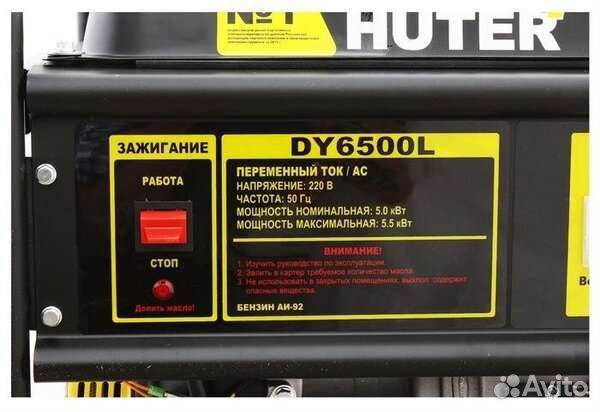 №1
HUTER
ЗАЖИГАНИЕ
РАБОТА
СТОП
Долить масло!
DY6500L
ПЕРЕМЕННЫЙ ТОК / AC
НАПРЯЖЕНИЕ: 220 В
ЧАСТОТА: 50 Гц
МОЩНОСТЬ НОМИНАЛЬНАЯ: 5.0 кВт
МОЩНОСТЬ МАКСИМАЛЬНАЯ: 5.5 кВт
ВНИМАНИЕ!
1. Изучить руководство по эксплуатации.
2. Залить в картер требуемое количество масла.
3. Не использовать в закрытых помещениях, выхлоп содержит
опасные вещества.
БЕНЗИН АИ-92
Во
Avito